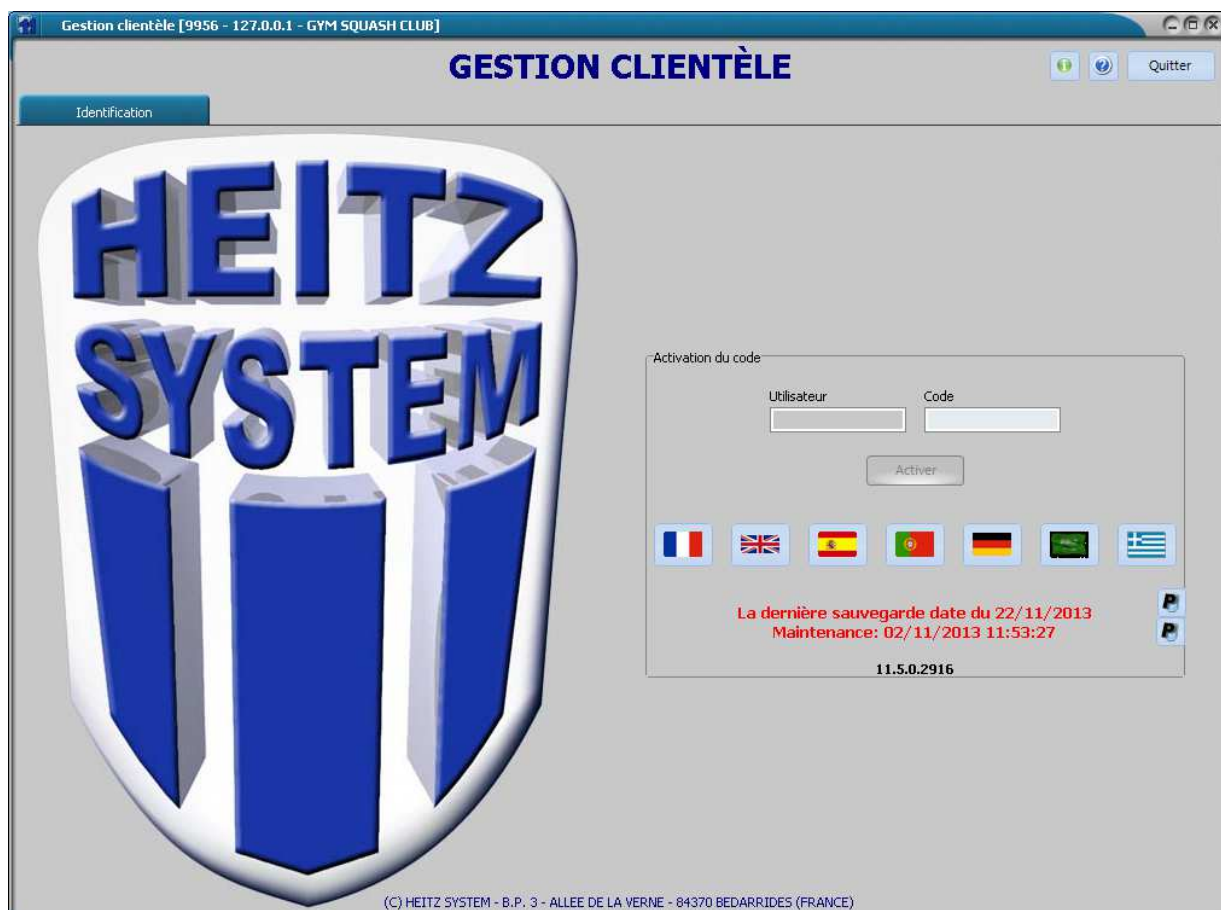 Gestion clientèle [9956 - 127.0.0.1 - GYM SQUASH CLUB]
GESTION CLIENTÈLE
Quitter
Identification
HEITZ
SYSTEM
Activation du code
Utilisateur Code
Activer
La dernière sauvegarde date du 22/11/2013
Maintenance: 02/11/2013 11:53:27
11.5.0.2916
(C) HEITZ SYSTEM - B.P. 3 - ALLEE DE LA VERNE - 84370 BEDARRIDES (FRANCE)